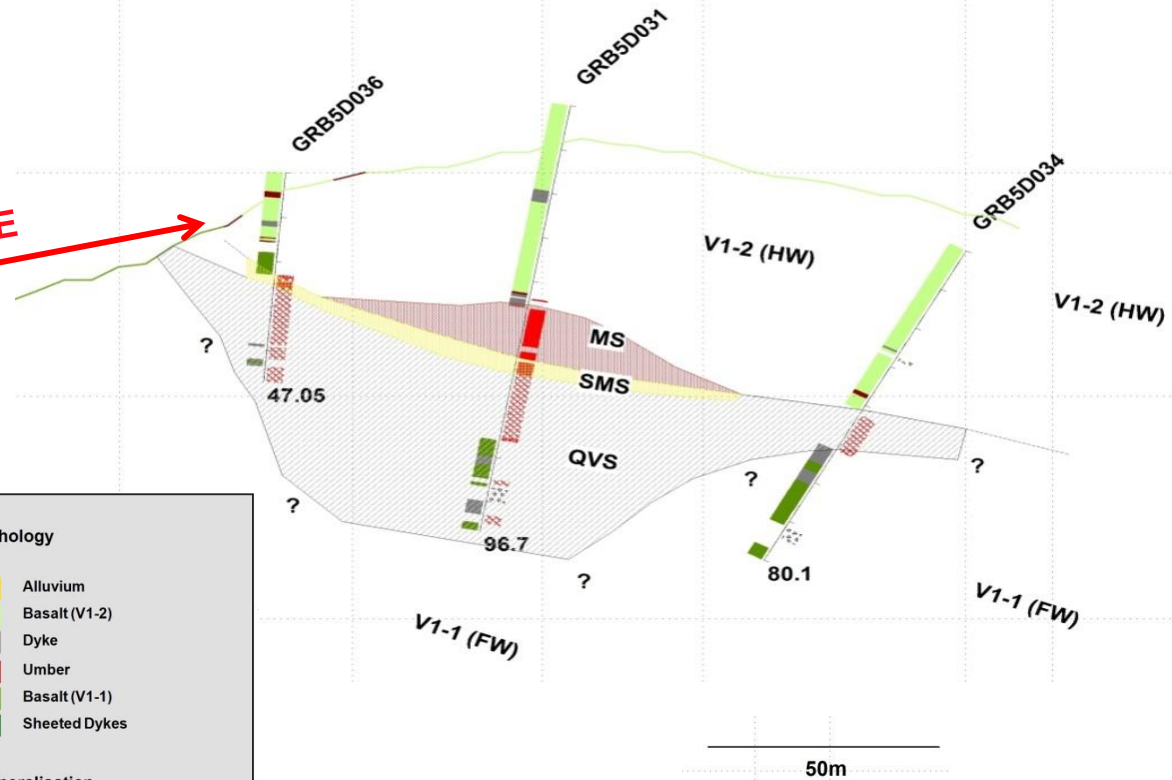 GRB5D036
GRB5D031
GRB5D034
V1-2 (HW)
V1-2 (HW)
MS
SMS
QVS
?
?
?
?
?
47.05
96.7
80.1
V1-1 (FW)
V1-1 (FW)
Alluvium
Basalt (V1-2)
Dyke
Umber
Basalt (V1-1)
Sheeted Dykes
50m